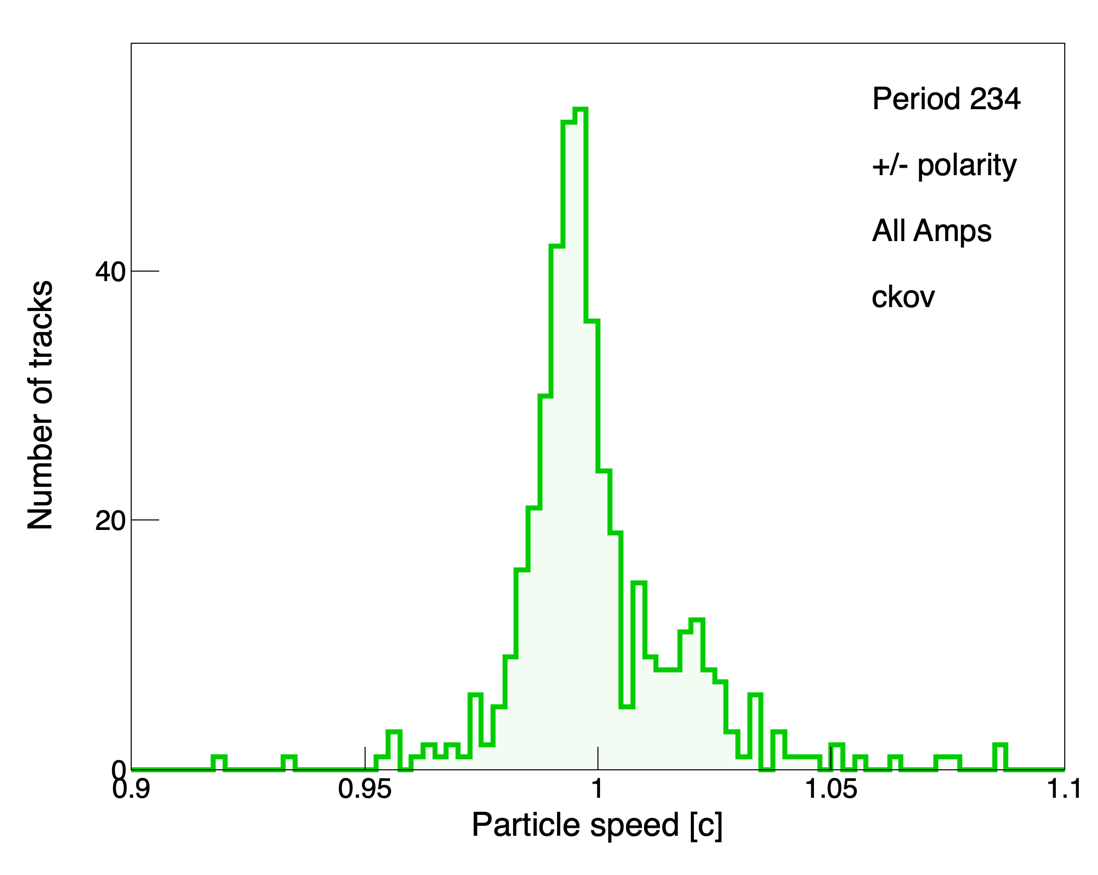 Period 234
+/- polarity
All Amps
ckov
Number of tracks
40
20
0
0.9 0.95 1 1.05 1.1
Particle speed [c]